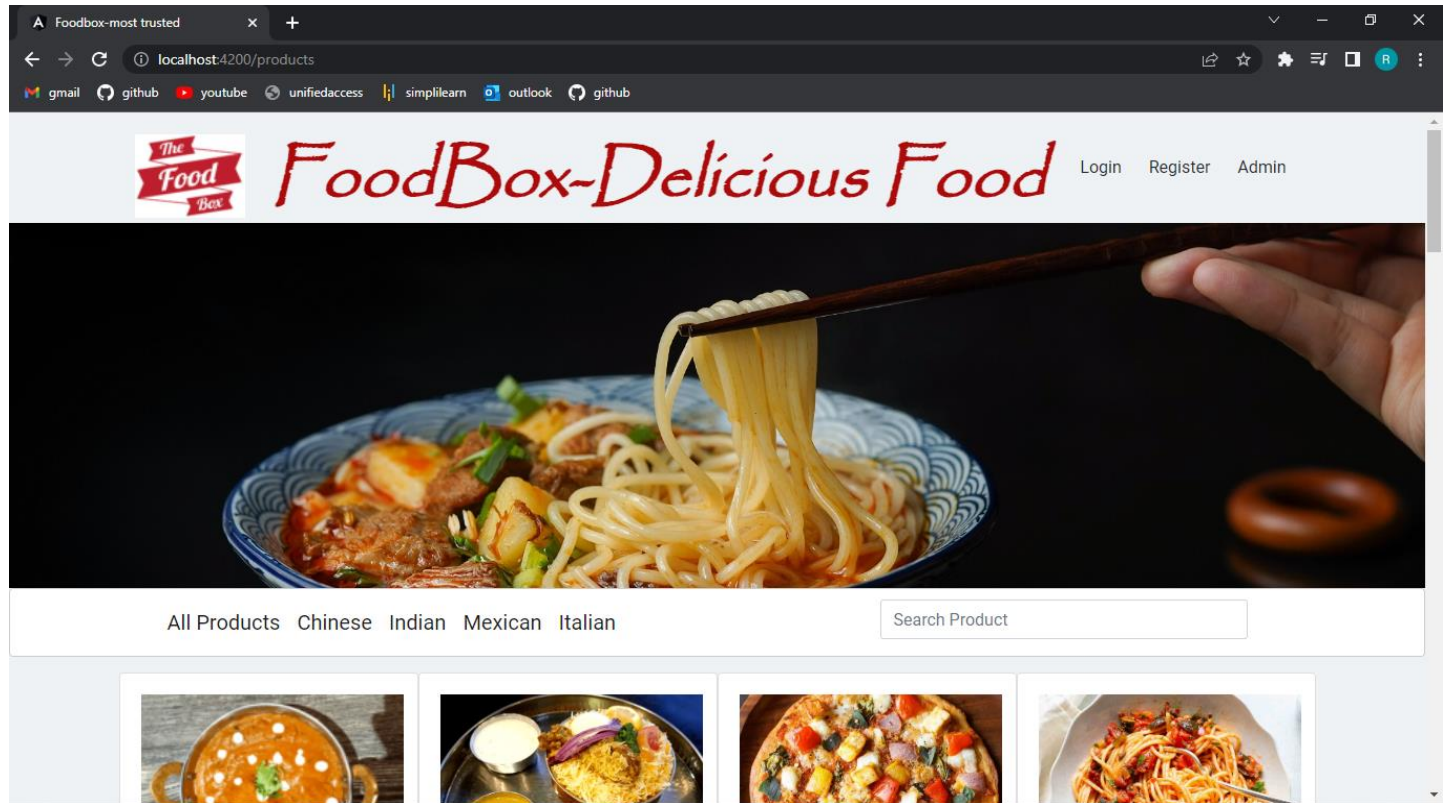 Foodbox-most trusted
localhost:4200/products
R
gmail github youtube unifiedaccess simplilearn outlook github
The
Food
Box
FoodBox-Delicious Food
Login Register Admin
All Products Chinese Indian Mexican Italian
Search Product